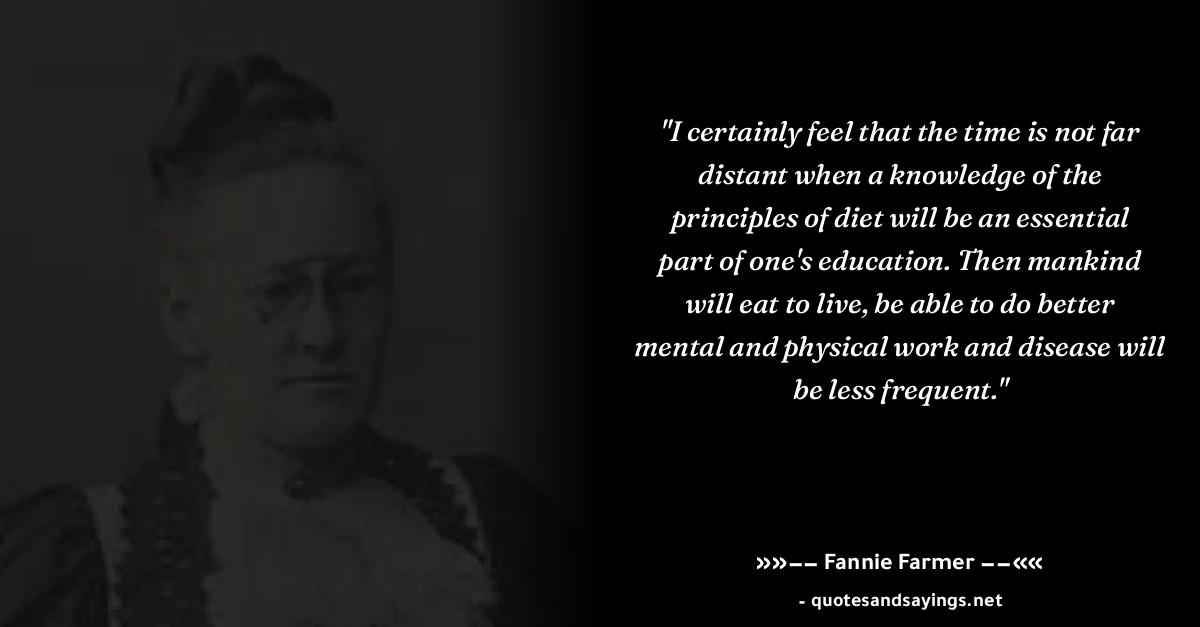 "I certainly feel that the time is not far
distant when a knowledge of the
principles of diet will be an essential
part of one's education. Then mankind
will eat to live, be able to do better
mental and physical work and disease will
be less frequent."
»»−− Fannie Farmer −−««
- quotesandsayings.net